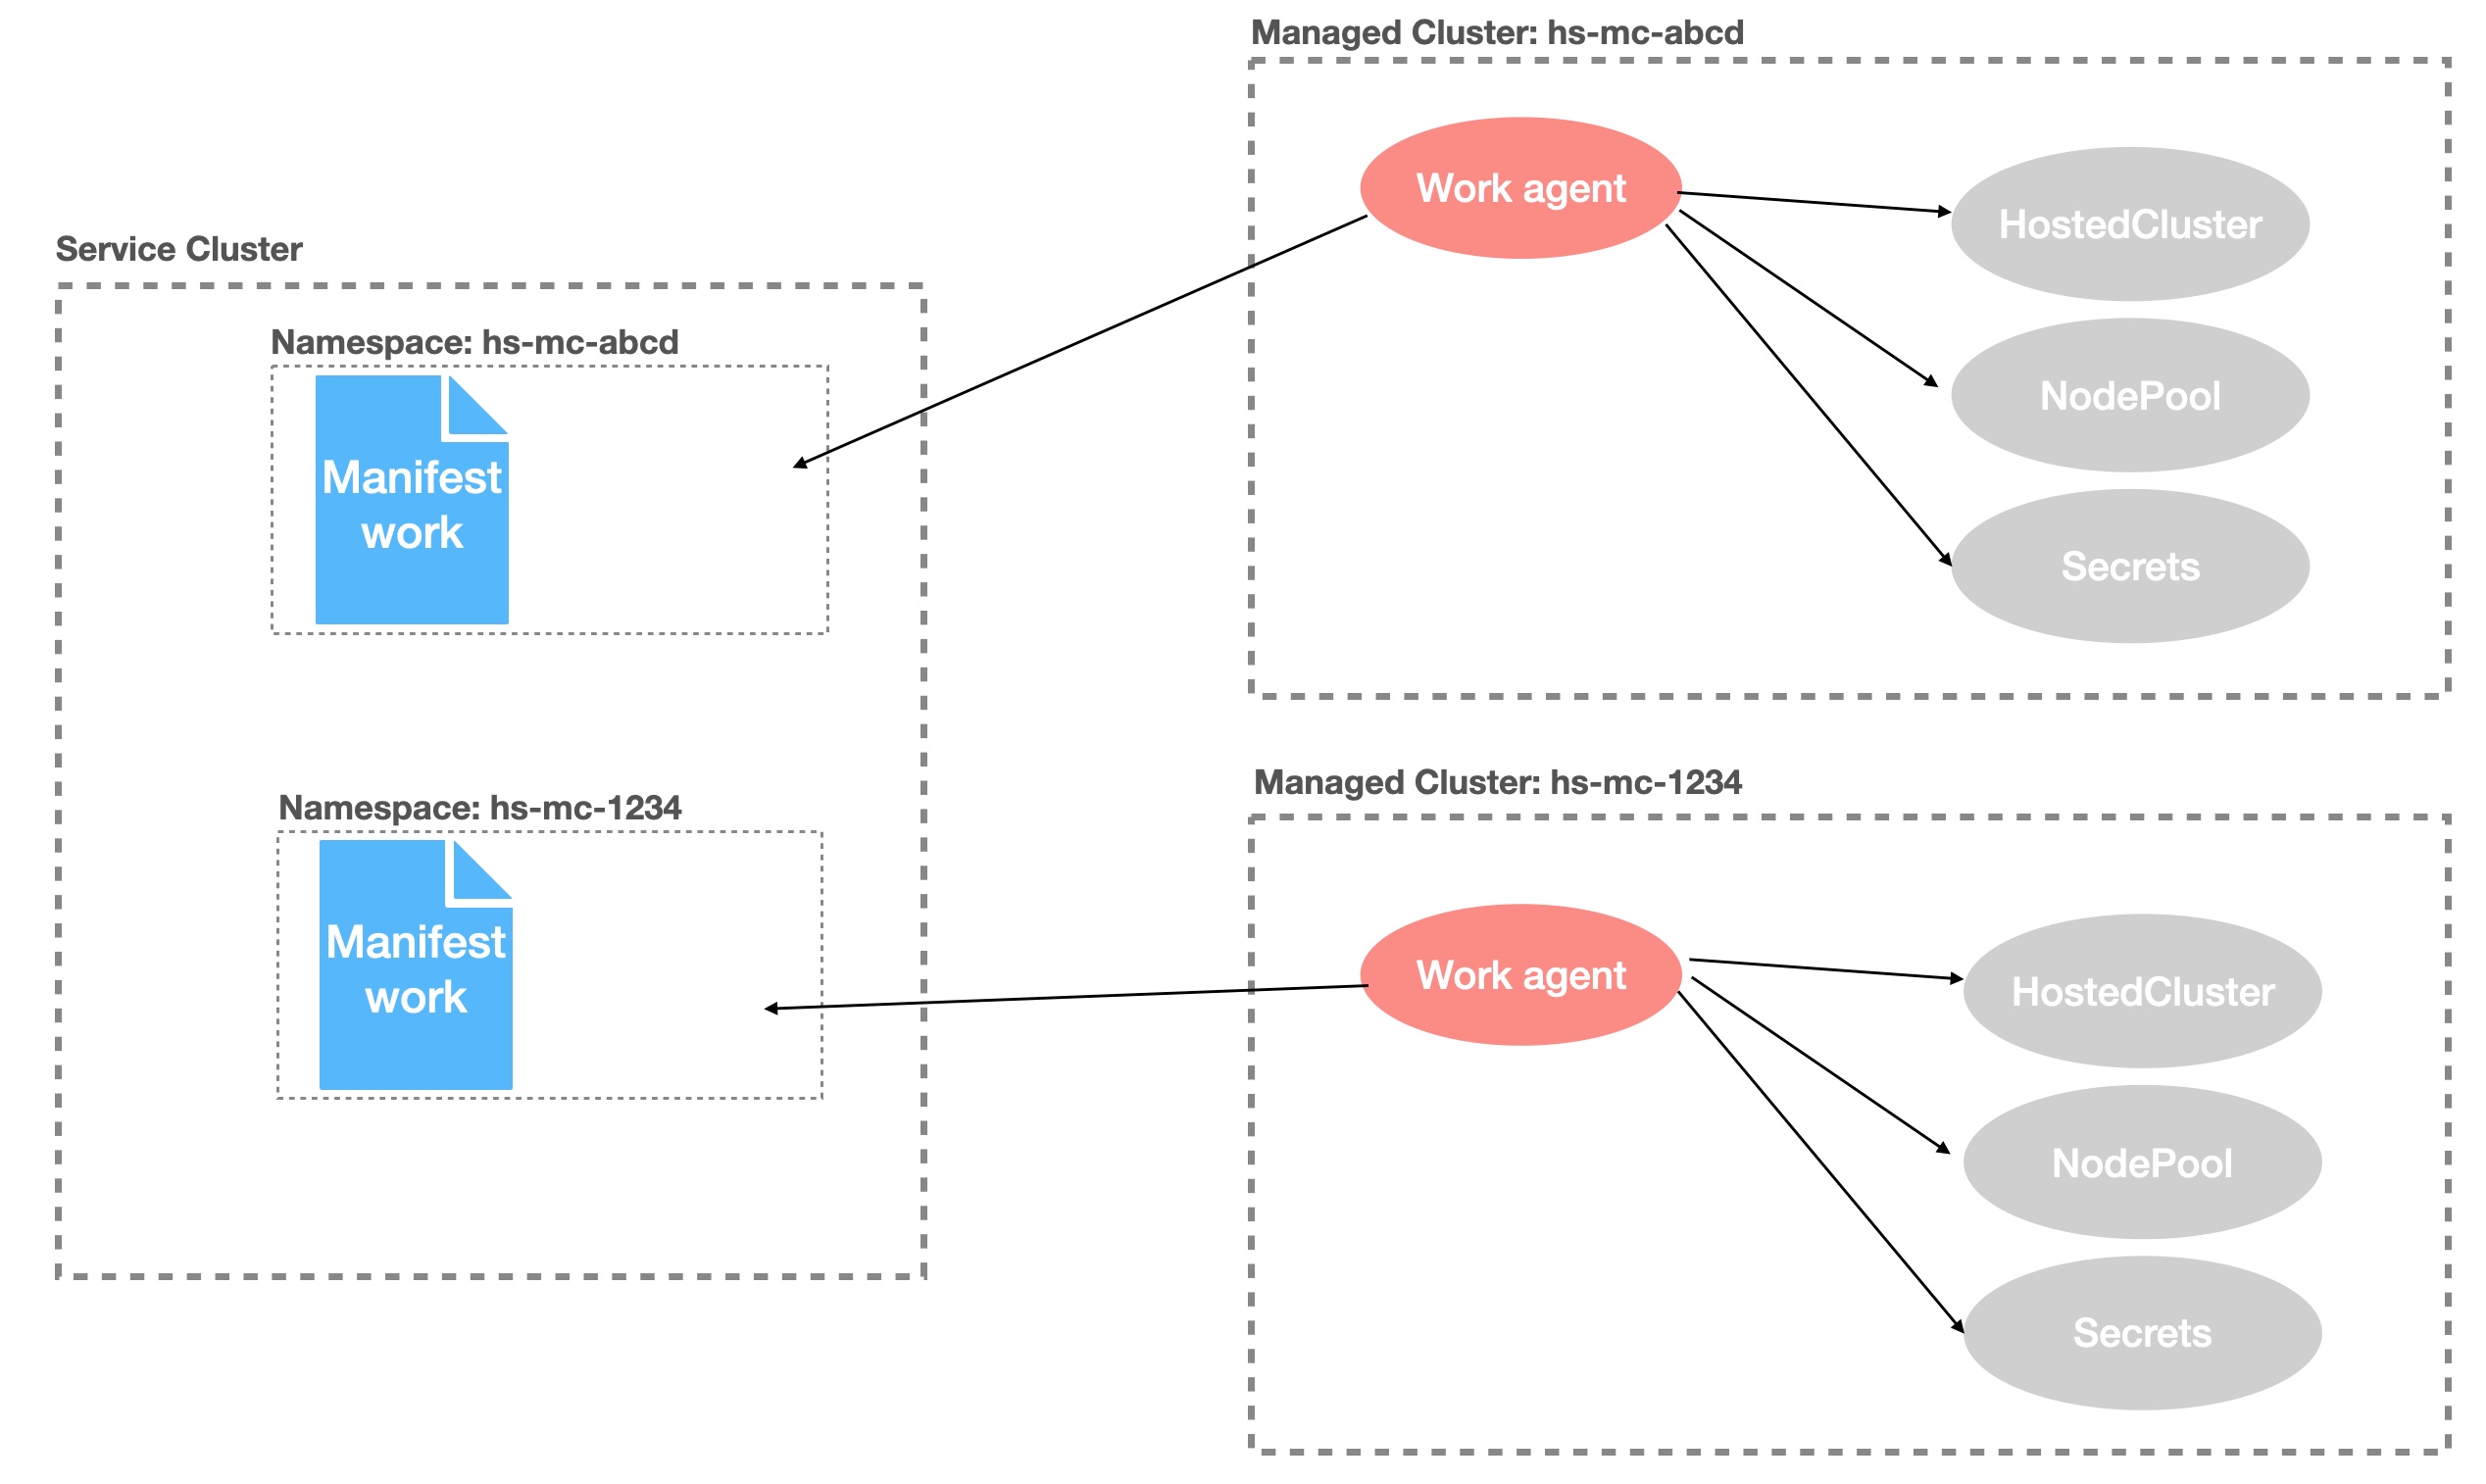 Service Cluster
Namespace: hs-mc-abcd
Manifest
work
Namespace: hs-mc-1234
Manifest
work
Managed Cluster: hs-mc-abcd
Work agent
HostedCluster
NodePool
Secrets
Managed Cluster: hs-mc-1234
Work agent
HostedCluster
NodePool
Secrets